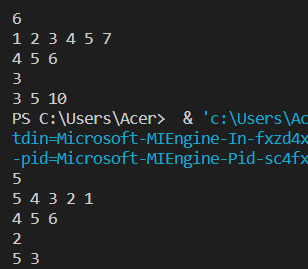 6
1 2 3 4 5 7
4 5 6
3
3 5 10
PS C:\Users\Acer>  & 'c:\Users\Ac
tdin=Microsoft-MIEngine-In-fxzd4x
-pid=Microsoft-MIEngine-Pid-sc4fx
5
5 4 3 2 1
4 5 6
2
5 3